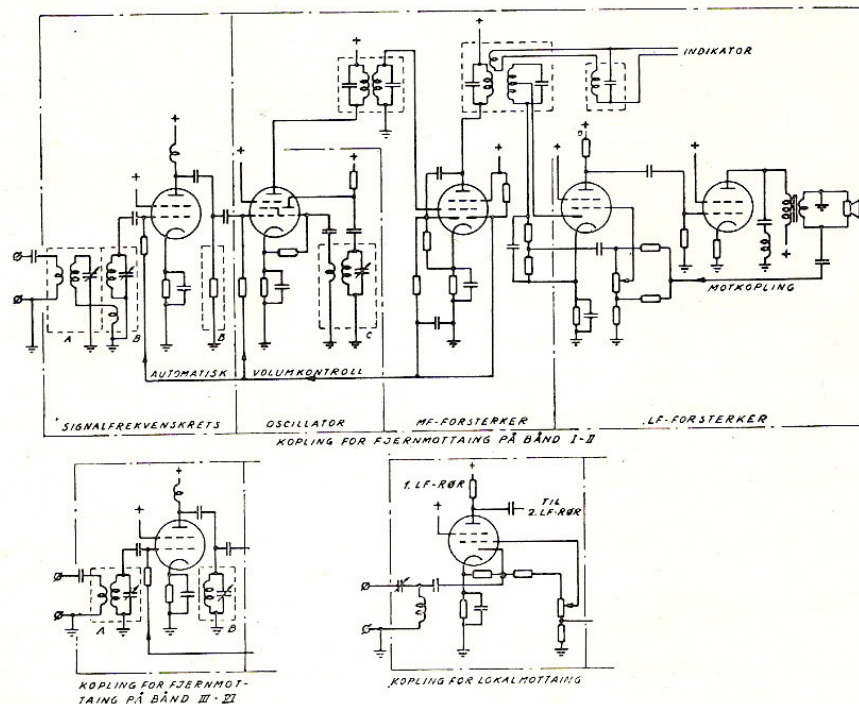 INDIKATOR
MOTKOPLING
A
B
B
C
AUTOMATISK VOLUMKONTROLL
SIGNALFREKVENSKRETS
OSCILLATOR
MF-FORSTERKER
LF-FORSTERKER
KOPLING FOR FJERNMOTTAING PÅ BÅND I-II
A
B
KOPLING FOR FJERNMOT-
TAING PÅ BÅND III-VI
1. LF-RØR
TIL
2. LF-RØR
KOPLING FOR LOKALMOTTAING